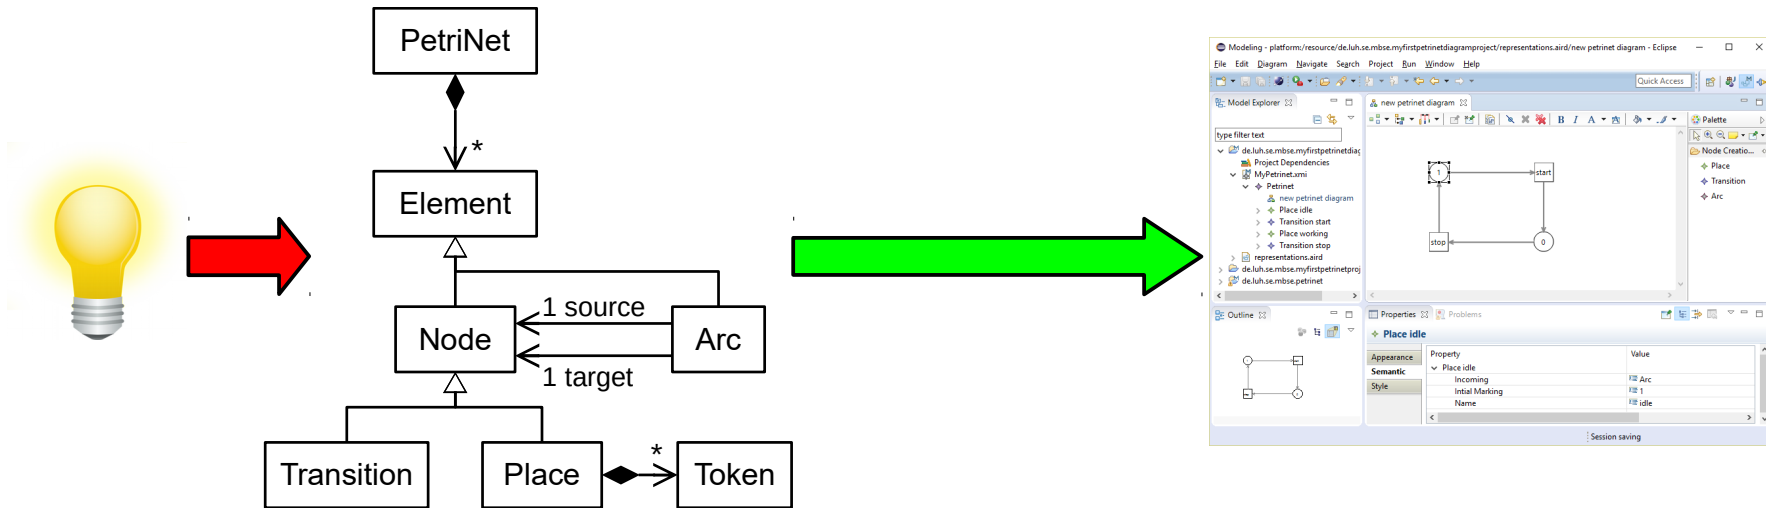 PetriNet
*
Element
1 source
Node
Arc
1 target
Transition
Place
*
Token
Modeling - platform:/resource/de.luh.se.mbse.myfirstpetrinetdiagramproject/representations.aird/new petrinet diagram - Eclipse
File Edit Diagram Navigate Search Project Run Window Help
Quick Access
Model Explorer
type filter text
de.luh.se.mbse.myfirstpetrinetdiag
Project Dependencies
MyPetrinet.xmi
Petrinet
new petrinet diagram
Place idle
Transition start
Place working
Transition stop
representations.aird
de.luh.se.mbse.myfirstpetrinetproj
de.luh.se.mbse.petrinet
new petrinet diagram
B I A
1
start
stop
0
Palette
Node Creatio...
Place
Transition
Arc
Outline
Properties
Problems
Place idle
Appearance
Semantic
Style
Property Value
Place idle
Incoming Arc
Intial Marking 1
Name idle
Session saving